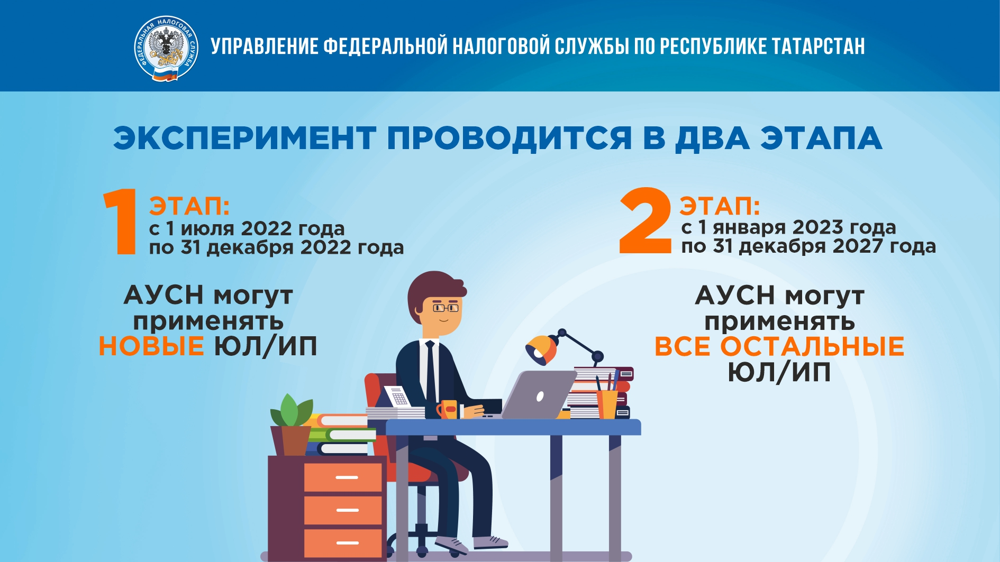 ФЕДЕРАЛЬНАЯ НАЛОГОВАЯ СЛУЖБА
УПРАВЛЕНИЕ ФЕДЕРАЛЬНОЙ НАЛОГОВОЙ СЛУЖБЫ ПО РЕСПУБЛИКЕ ТАТАРСТАН
ЭКСПЕРИМЕНТ ПРОВОДИТСЯ В ДВА ЭТАПА
1 ЭТАП:
с 1 июля 2022 года
по 31 декабря 2022 года
АУСН могут
применять
НОВЫЕ ЮЛ/ИП
2 ЭТАП:
с 1 января 2023 года
по 31 декабря 2027 года
АУСН могут
применять
ВСЕ ОСТАЛЬНЫЕ
ЮЛ/ИП